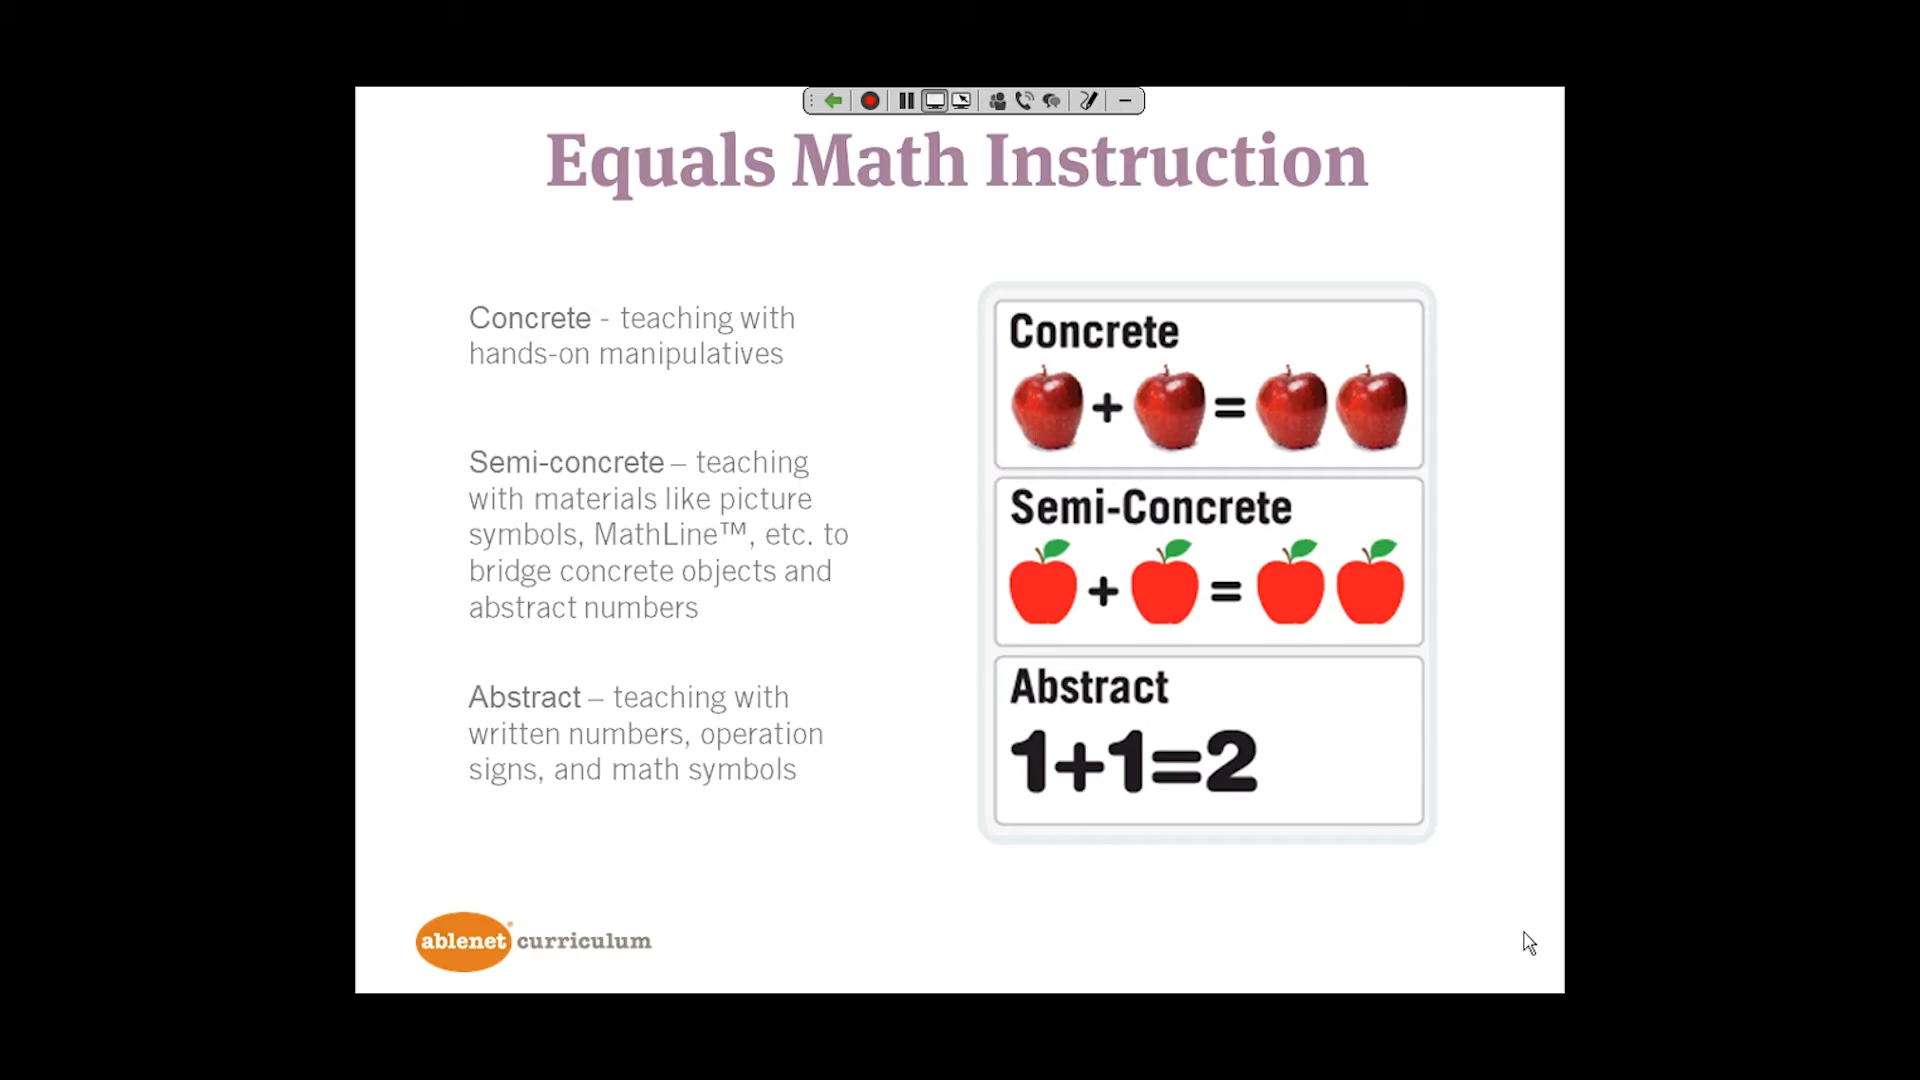 Equals Math Instruction
Concrete - teaching with
hands-on manipulatives
Semi-concrete – teaching
with materials like picture
symbols, MathLine™, etc. to
bridge concrete objects and
abstract numbers
Abstract – teaching with
written numbers, operation
signs, and math symbols
Concrete
+ =
Semi-Concrete
+ =
Abstract
1+1=2
ablenet® curriculum